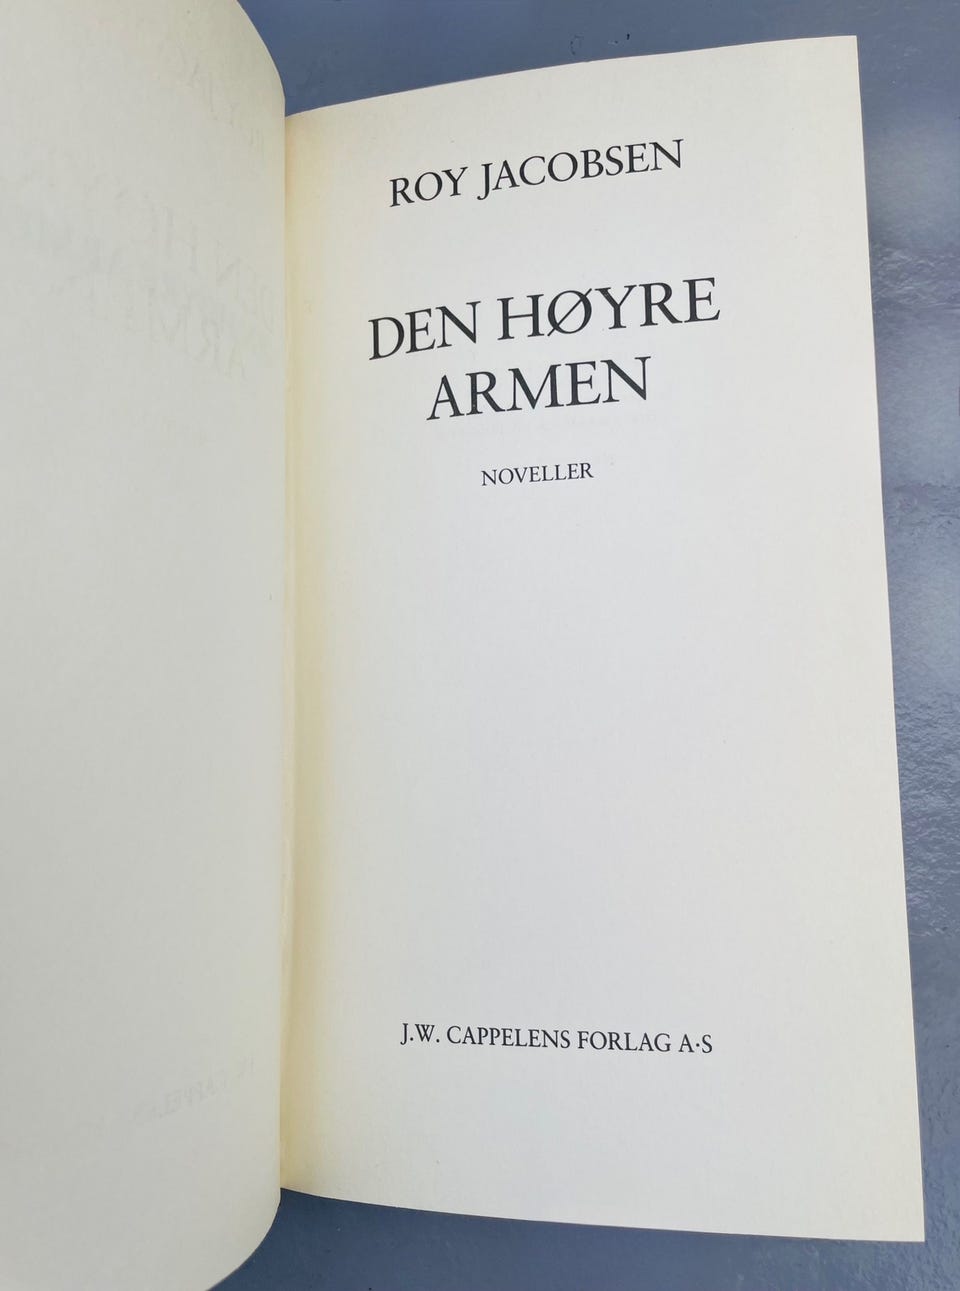 ROY JACOBSEN
DEN HØYRE
ARMEN
NOVELLER
J.W. CAPPELENS FORLAG A·S